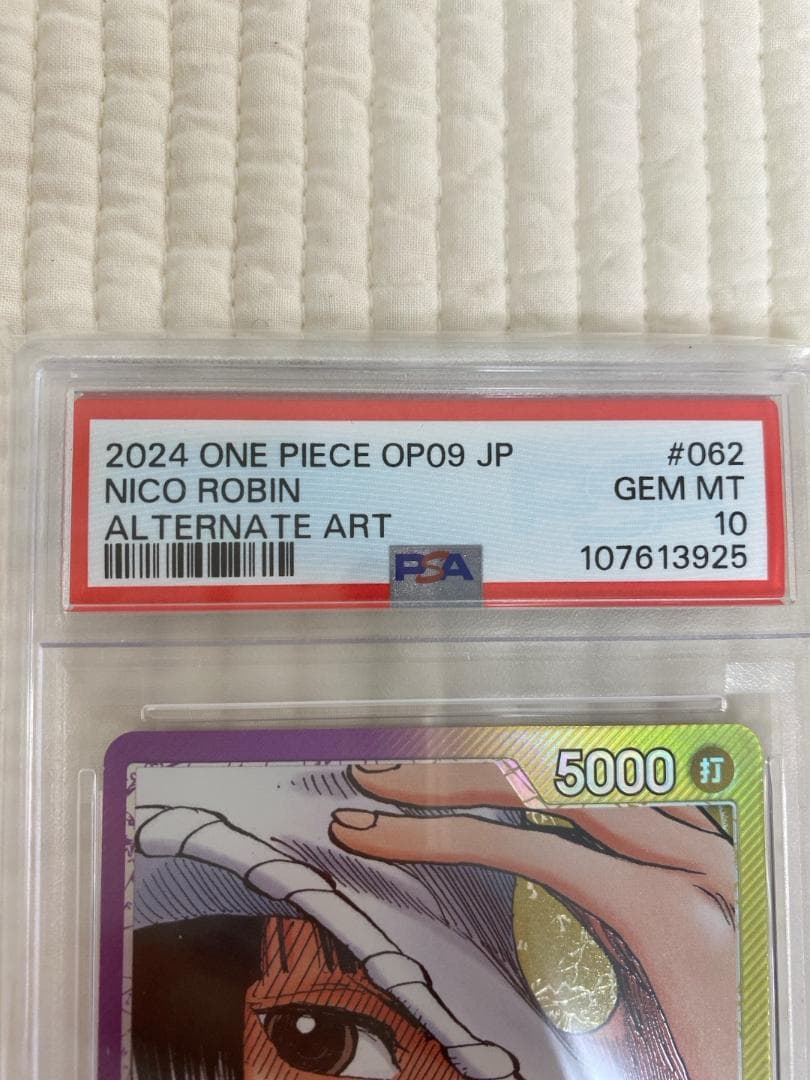 2024 ONE PIECE OP09 JP #062
NICO ROBIN GEM MT
ALTERNATE ART 10
PSA 107613925
5000 打